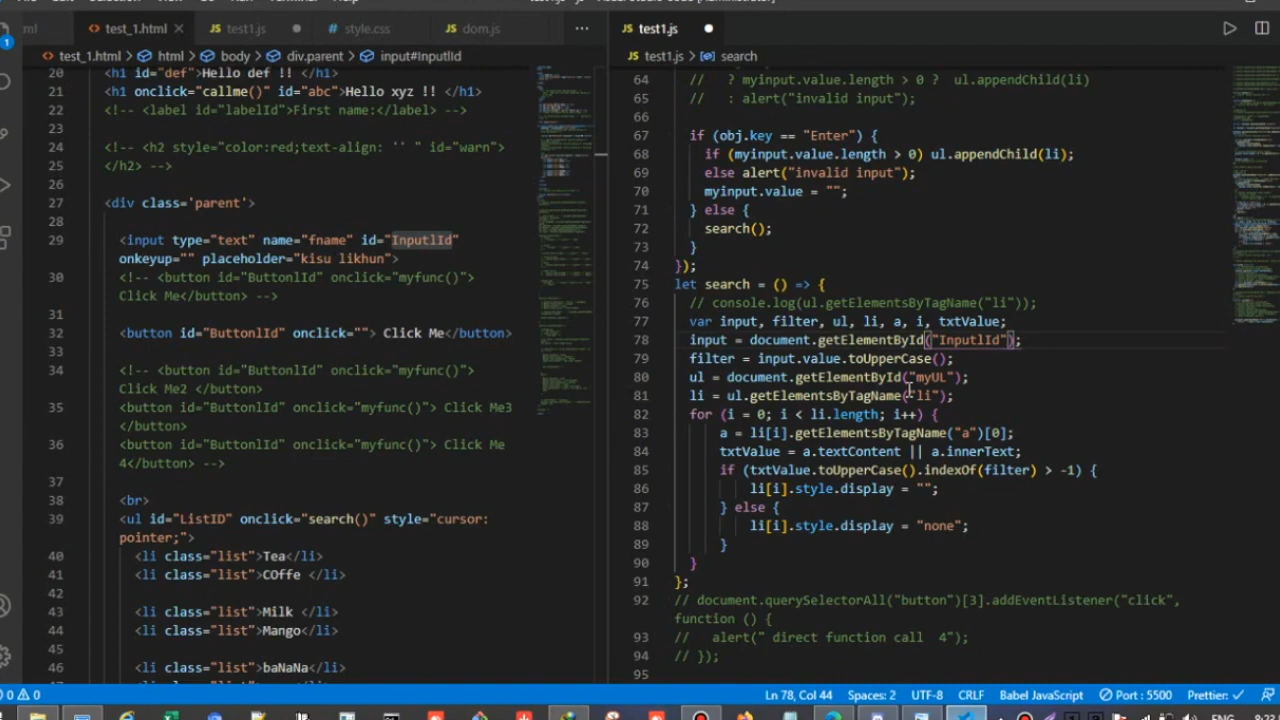 test_1.html
test1.js
style.css
dom.js
···
test1.js
test_1.html > html > body > div.parent > input#InputlId
test1.js > search
20 <h1 id="def">Hello def !! </h1>
21 <h1 onclick="callme()" id="abc">Hello xyz !! </h1>
22 <!-- <label id="labelId">First name:</label> -->
23
24 <!-- <h2 style="color:red;text-align: '' " id="warn">
25 </h2> -->
26
27 <div class='parent'>
28
29 <input type="text" name="fname" id="InputlId"
onkeyup="" placeholder="kisu likhun">
30 <!-- <button id="ButtonlId" onclick="myfunc()">
Click Me</button> -->
31
32 <button id="ButtonlId" onclick=""> Click Me</button>
33
34 <!-- <button id="ButtonlId" onclick="myfunc()">
Click Me2 </button>
35 <button id="ButtonlId" onclick="myfunc()"> Click Me3
</button>
36 <button id="ButtonlId" onclick="myfunc()"> Click Me
4</button> -->
37
38 <br>
39 <ul id="ListID" onclick="search()" style="cursor:
pointer;">
40 <li class="list">Tea</li>
41 <li class="list">COffe </li>
42
43 <li class="list">Milk </li>
44 <li class="list">Mango</li>
45
46 <li class="list">baNaNa</li>
64 // ? myinput.value.length > 0 ? ul.appendChild(li)
65 // : alert("invalid input");
66
67 if (obj.key == "Enter") {
68 if (myinput.value.length > 0) ul.appendChild(li);
69 else alert("invalid input");
70 myinput.value = "";
71 } else {
72 search();
73 }
74 });
75 let search = () => {
76 // console.log(ul.getElementsByTagName("li"));
77 var input, filter, ul, li, a, i, txtValue;
78 input = document.getElementById("InputlId");
79 filter = input.value.toUpperCase();
80 ul = document.getElementById("myUL");
81 li = ul.getElementsByTagName("li");
82 for (i = 0; i < li.length; i++) {
83 a = li[i].getElementsByTagName("a")[0];
84 txtValue = a.textContent || a.innerText;
85 if (txtValue.toUpperCase().indexOf(filter) > -1) {
86 li[i].style.display = "";
87 } else {
88 li[i].style.display = "none";
89 }
90 }
91 };
92 // document.querySelectorAll("button")[3].addEventListener("click",
function () {
93 // alert(" direct function call 4");
94 // });
95
0 0 Ln 78, Col 44 Spaces: 2 UTF-8 CRLF Babel JavaScript Port : 5500 Prettier: ✓